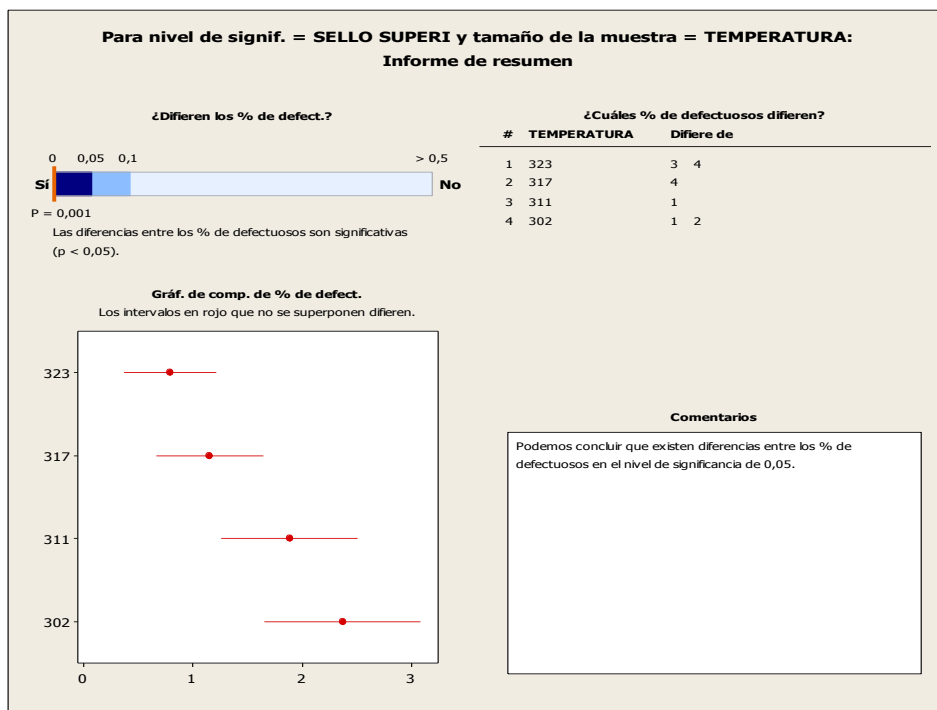 Para nivel de signif. = SELLO SUPERI y tamaño de la muestra = TEMPERATURA:
Informe de resumen
¿Difieren los % de defect.?
0 0,05 0,1 > 0,5
Sí No
P = 0,001
Las diferencias entre los % de defectuosos son significativas
(p < 0,05).
¿Cuáles % de defectuosos difieren?
# TEMPERATURA Difiere de
1 323 3 4
2 317 4
3 311 1
4 302 1 2
Gráf. de comp. de % de defect.
Los intervalos en rojo que no se superponen difieren.
323
317
311
302
0 1 2 3
Comentarios
Podemos concluir que existen diferencias entre los % de
defectuosos en el nivel de significancia de 0,05.